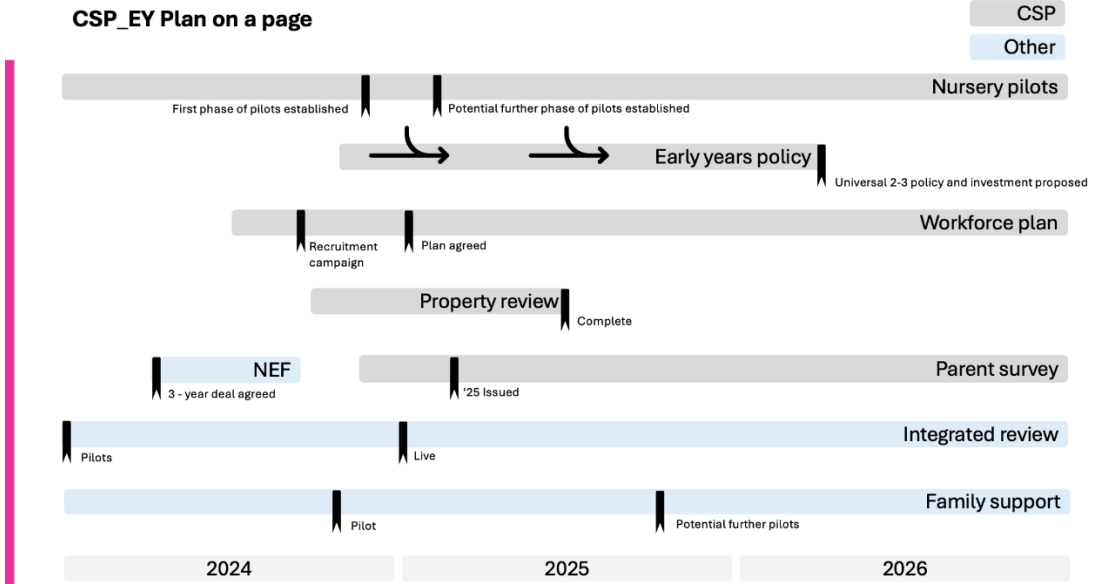 CSP_EY Plan on a page
CSP
Other
Nursery pilots
First phase of pilots established
Potential further phase of pilots established
Early years policy
Universal 2-3 policy and investment proposed
Workforce plan
Recruitment
campaign
Plan agreed
Property review
Complete
NEF
3 - year deal agreed
Parent survey
‘25 Issued
Integrated review
Pilots
Live
Family support
Pilot
Potential further pilots
2024
2025
2026